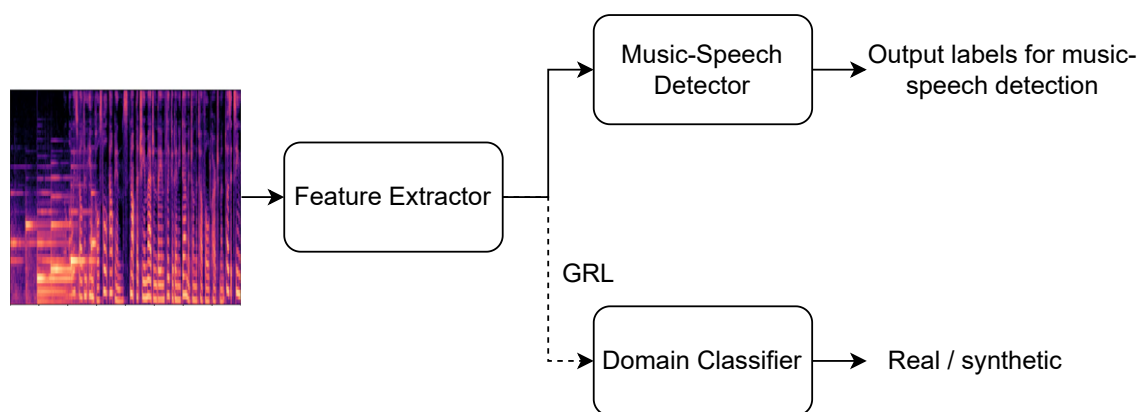 Music-Speech
Detector
Output labels for music-
speech detection
Feature Extractor
GRL
Domain Classifier
Real / synthetic